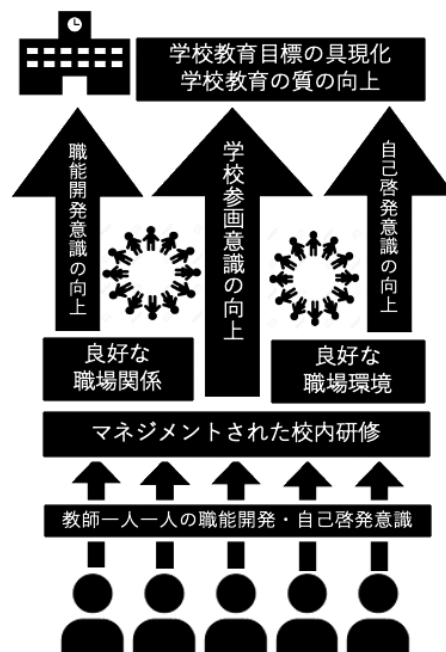 学校教育目標の具現化
学校教育の質の向上
職能開発意識の向上
学校参画意識の向上
自己啓発意識の向上
良好な
職場関係
良好な
職場環境
マネジメントされた校内研修
教師一人一人の職能開発・自己啓発意識